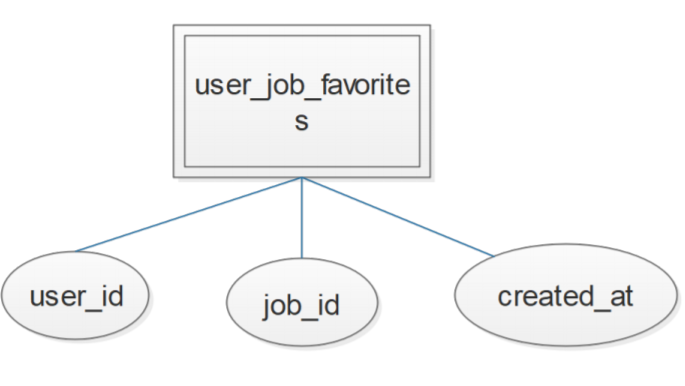 user_job_favorite
s
user_id
job_id
created_at